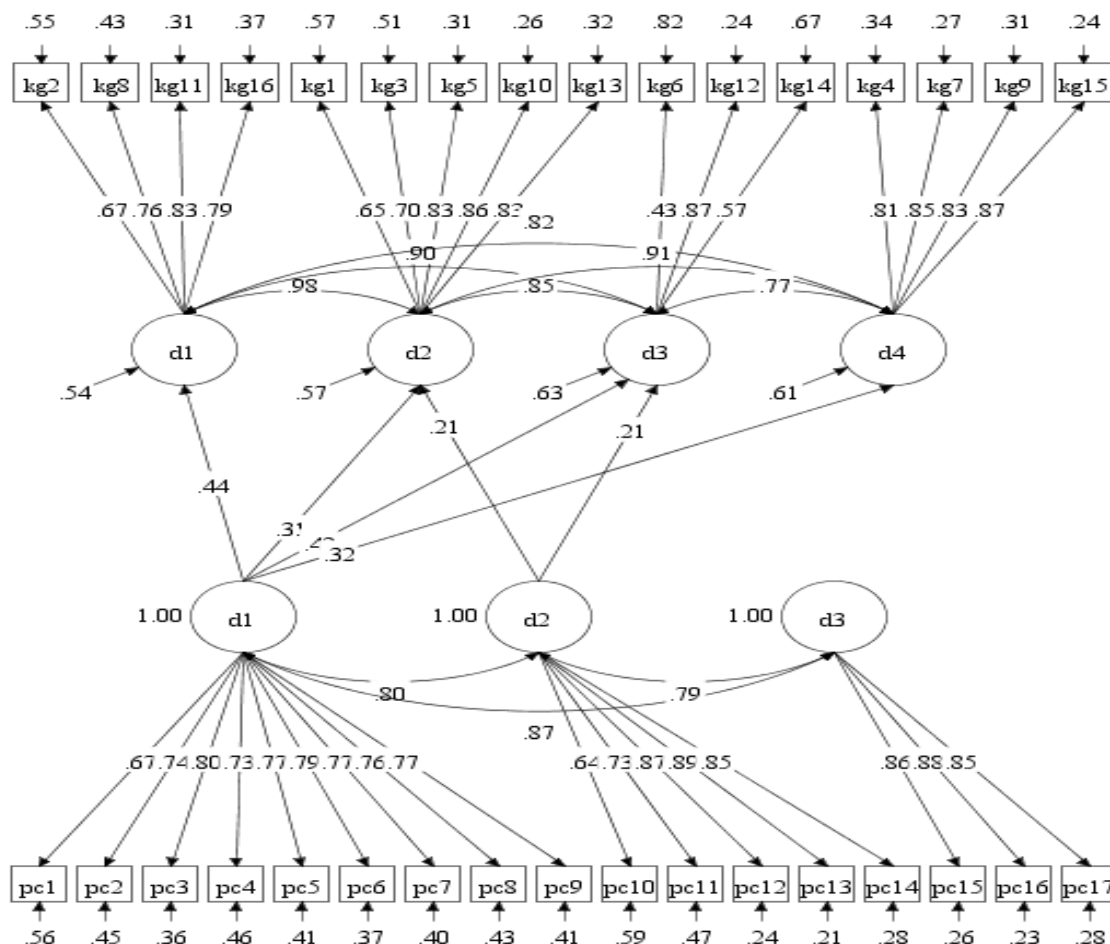 .55 .43 .31 .37 .57 .51 .31 .26 .32 .82 .24 .67 .34 .27 .31 .24
kg2 kg8 kg11 kg16 kg1 kg3 kg5 kg10 kg13 kg6 kg12 kg14 kg4 kg7 kg9 kg15
.67 .76 .83 .79 .65 .70 .83 .86 .43 .87 .57 .81 .85 .83 .87
.82
.90 .91
.98 .85 .77
d1 d2 d3 d4
.54 .57 .63 .61
.21 .21
.44
.31
.32
1.00 d1 1.00 d2 1.00 d3
.80 .79
.87
.67 .74 .80 .73 .77 .79 .77 .76 .77 .64 .73 .87 .89 .85 .86 .88 .85
pc1 pc2 pc3 pc4 pc5 pc6 pc7 pc8 pc9 pc10 pc11 pc12 pc13 pc14 pc15 pc16 pc17
.56 .45 .36 .46 .41 .37 .40 .43 .41 .59 .47 .24 .21 .28 .26 .23 .28